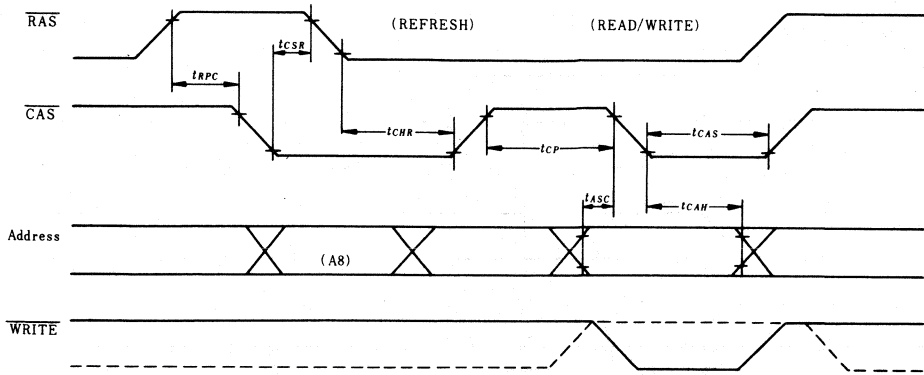 RAS (REFRESH) (READ/WRITE)
tCSR
tRPC
CAS
tCHR tCAS
tCP
tASC tCAH
Address
(A8)
WRITE